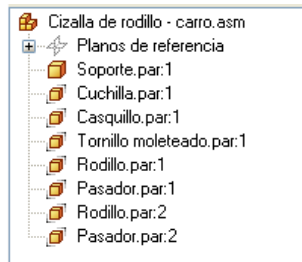 Cizalla de rodillo - carro.asm
Planos de referencia
Soporte.par:1
Cuchilla.par:1
Casquillo.par:1
Tornillo moleteado.par:1
Rodillo.par:1
Pasador.par:1
Rodillo.par:2
Pasador.par:2